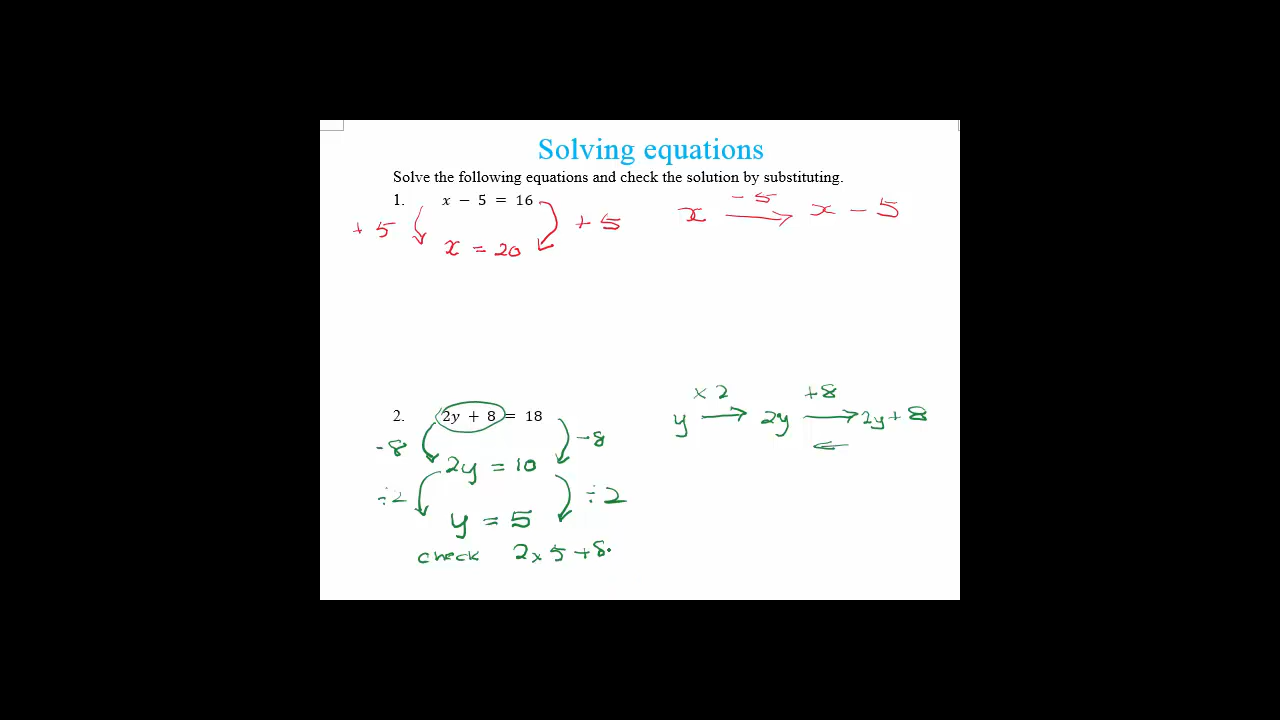 Solving equations
Solve the following equations and check the solution by substituting.
1. x − 5 = 16
+ 5 + 5
x = 20
− 5
x → x − 5
2. 2y + 8 = 18
− 8 − 8
2y = 10
÷ 2 ÷ 2
y = 5
check 2 × 5 + 8
× 2 + 8
y → 2y → 2y + 8
←